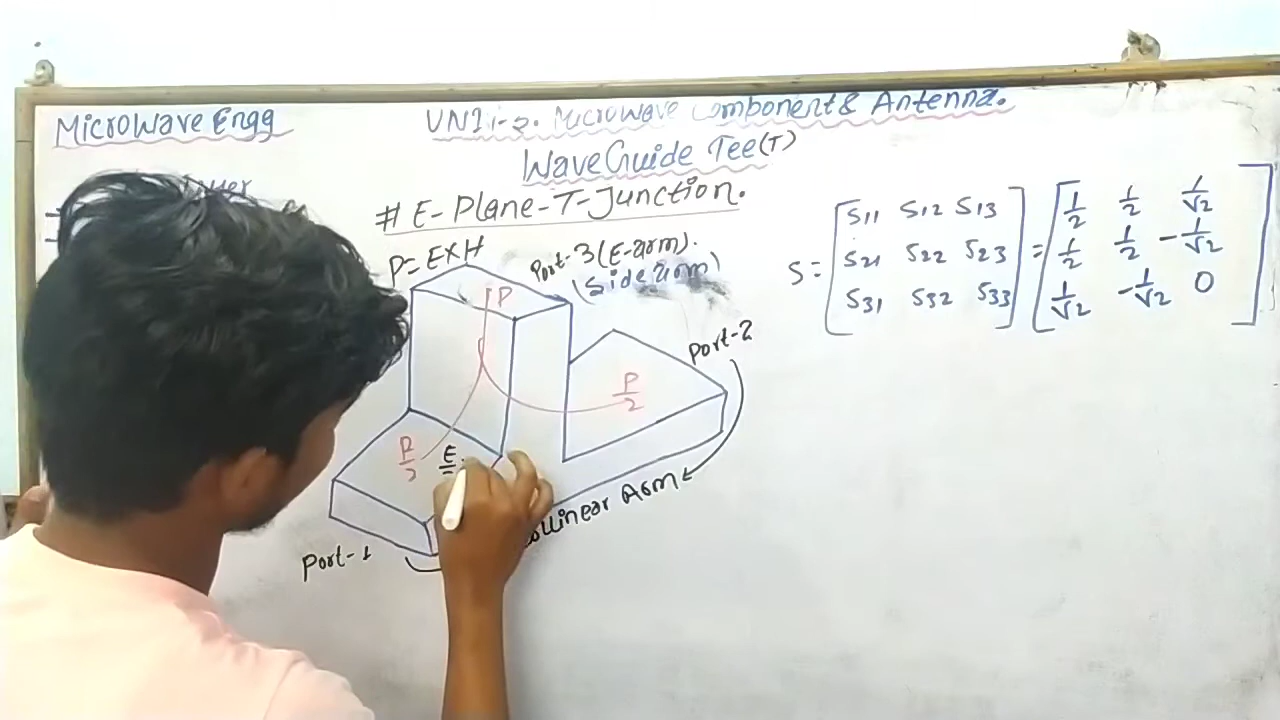 Microwave Engg
UNIT-2. Microwave Component & Antenna.
WaveGuide Tee(T)
# E-Plane-T-Junction.
P = E×H
Port-3 (E-arm).
(Side arm)
P
Port-2
P/2
P/2
E/2
Port-1
Collinear Arm
S = [S11 S12 S13 = [1/2 1/2 1/√2
S21 S22 S23 1/2 1/2 -1/√2
S31 S32 S33] 1/√2 -1/√2 0]